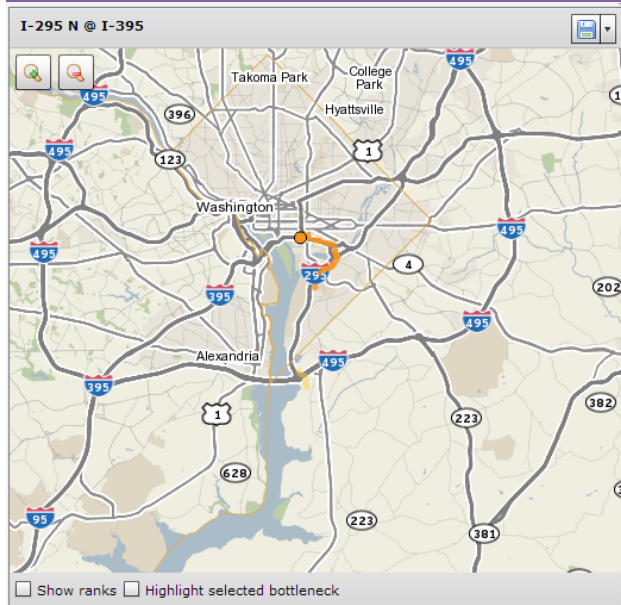 I-295 N @ I-395
495
Takoma Park
College
Park
495
396
Hyattsville
1
495
123
Washington
495
495
4
295
395
202
495
Alexandria
495
395
1
223
382
628
95
223
381
Show ranks
Highlight selected bottleneck